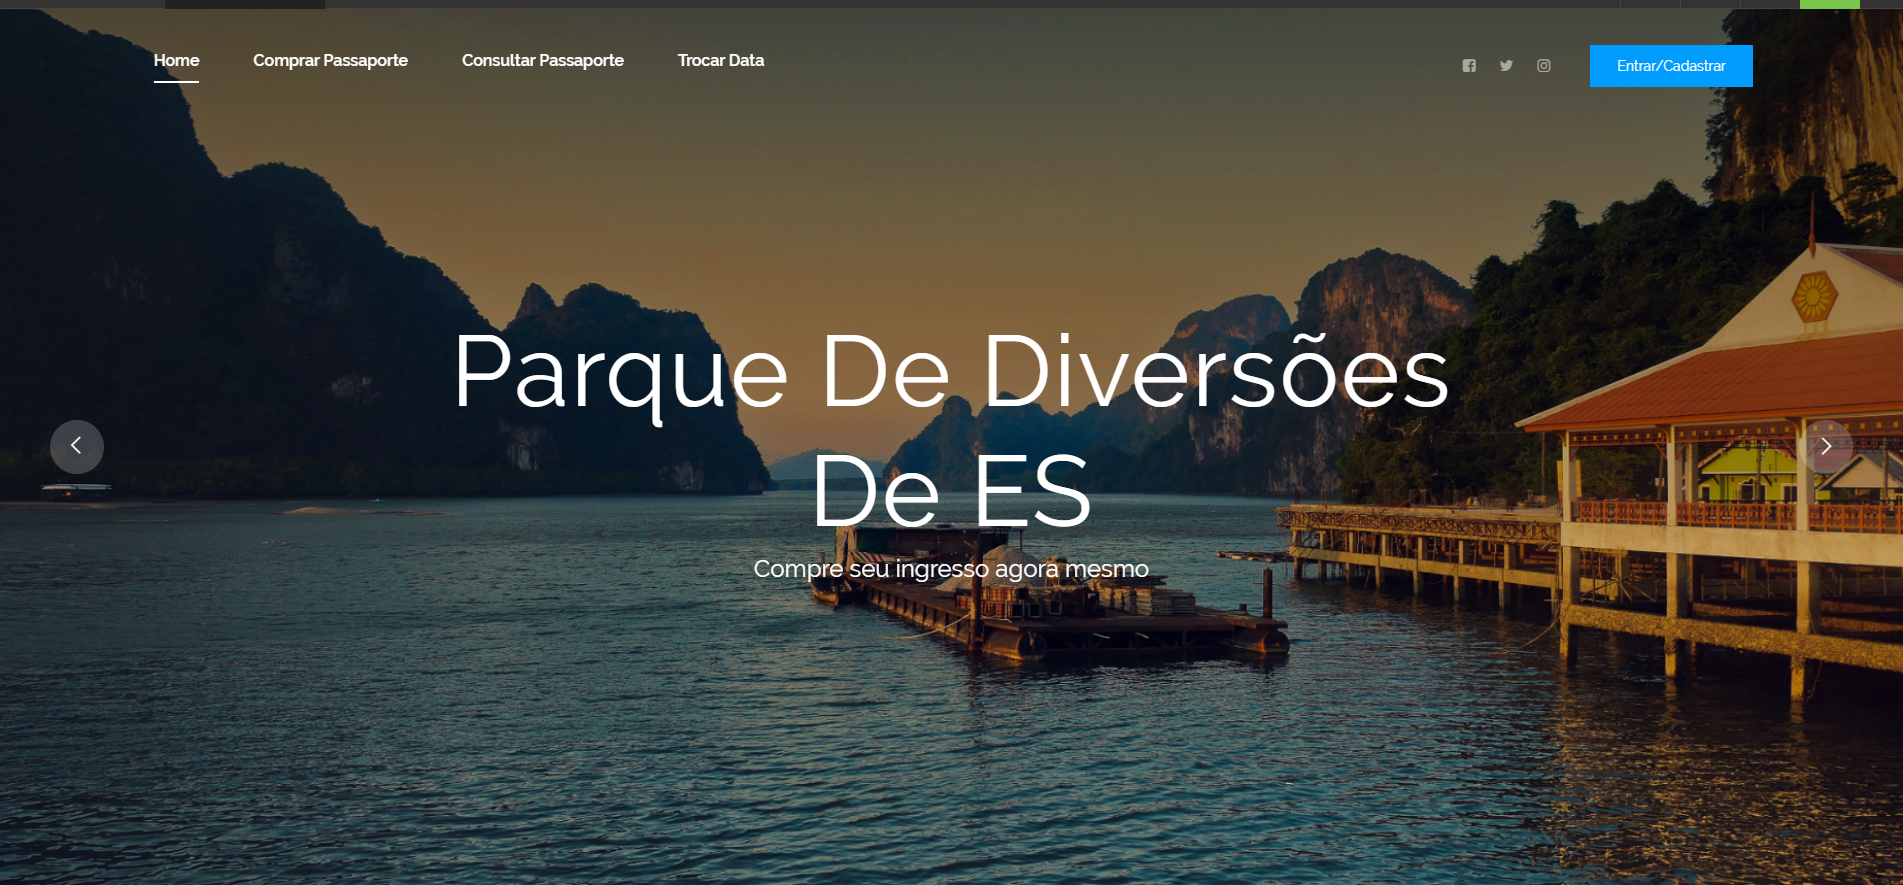 Home
Comprar Passaporte
Consultar Passaporte
Trocar Data
Entrar/Cadastrar
Parque De Diversões
De ES
Compre seu ingresso agora mesmo